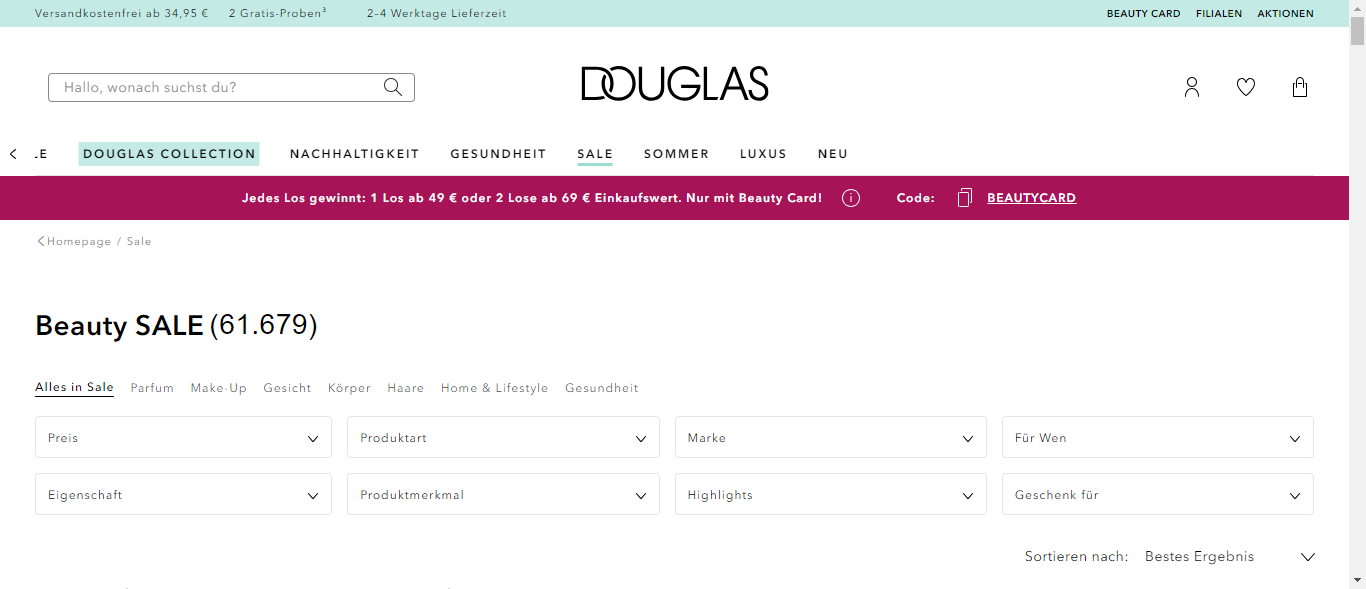 Versandkostenfrei ab 34,95 € 2 Gratis-Proben³ 2–4 Werktage Lieferzeit BEAUTY CARD FILIALEN AKTIONEN
Hallo, wonach suchst du? DOUGLAS
LE DOUGLAS COLLECTION NACHHALTIGKEIT GESUNDHEIT SALE SOMMER LUXUS NEU
Jedes Los gewinnt: 1 Los ab 49 € oder 2 Lose ab 69 € Einkaufswert. Nur mit Beauty Card! Code: BEAUTYCARD
Homepage / Sale
Beauty SALE (61.679)
Alles in Sale Parfum Make-Up Gesicht Körper Haare Home & Lifestyle Gesundheit
Preis Produktart Marke Für Wen
Eigenschaft Produktmerkmal Highlights Geschenk für
Sortieren nach: Bestes Ergebnis